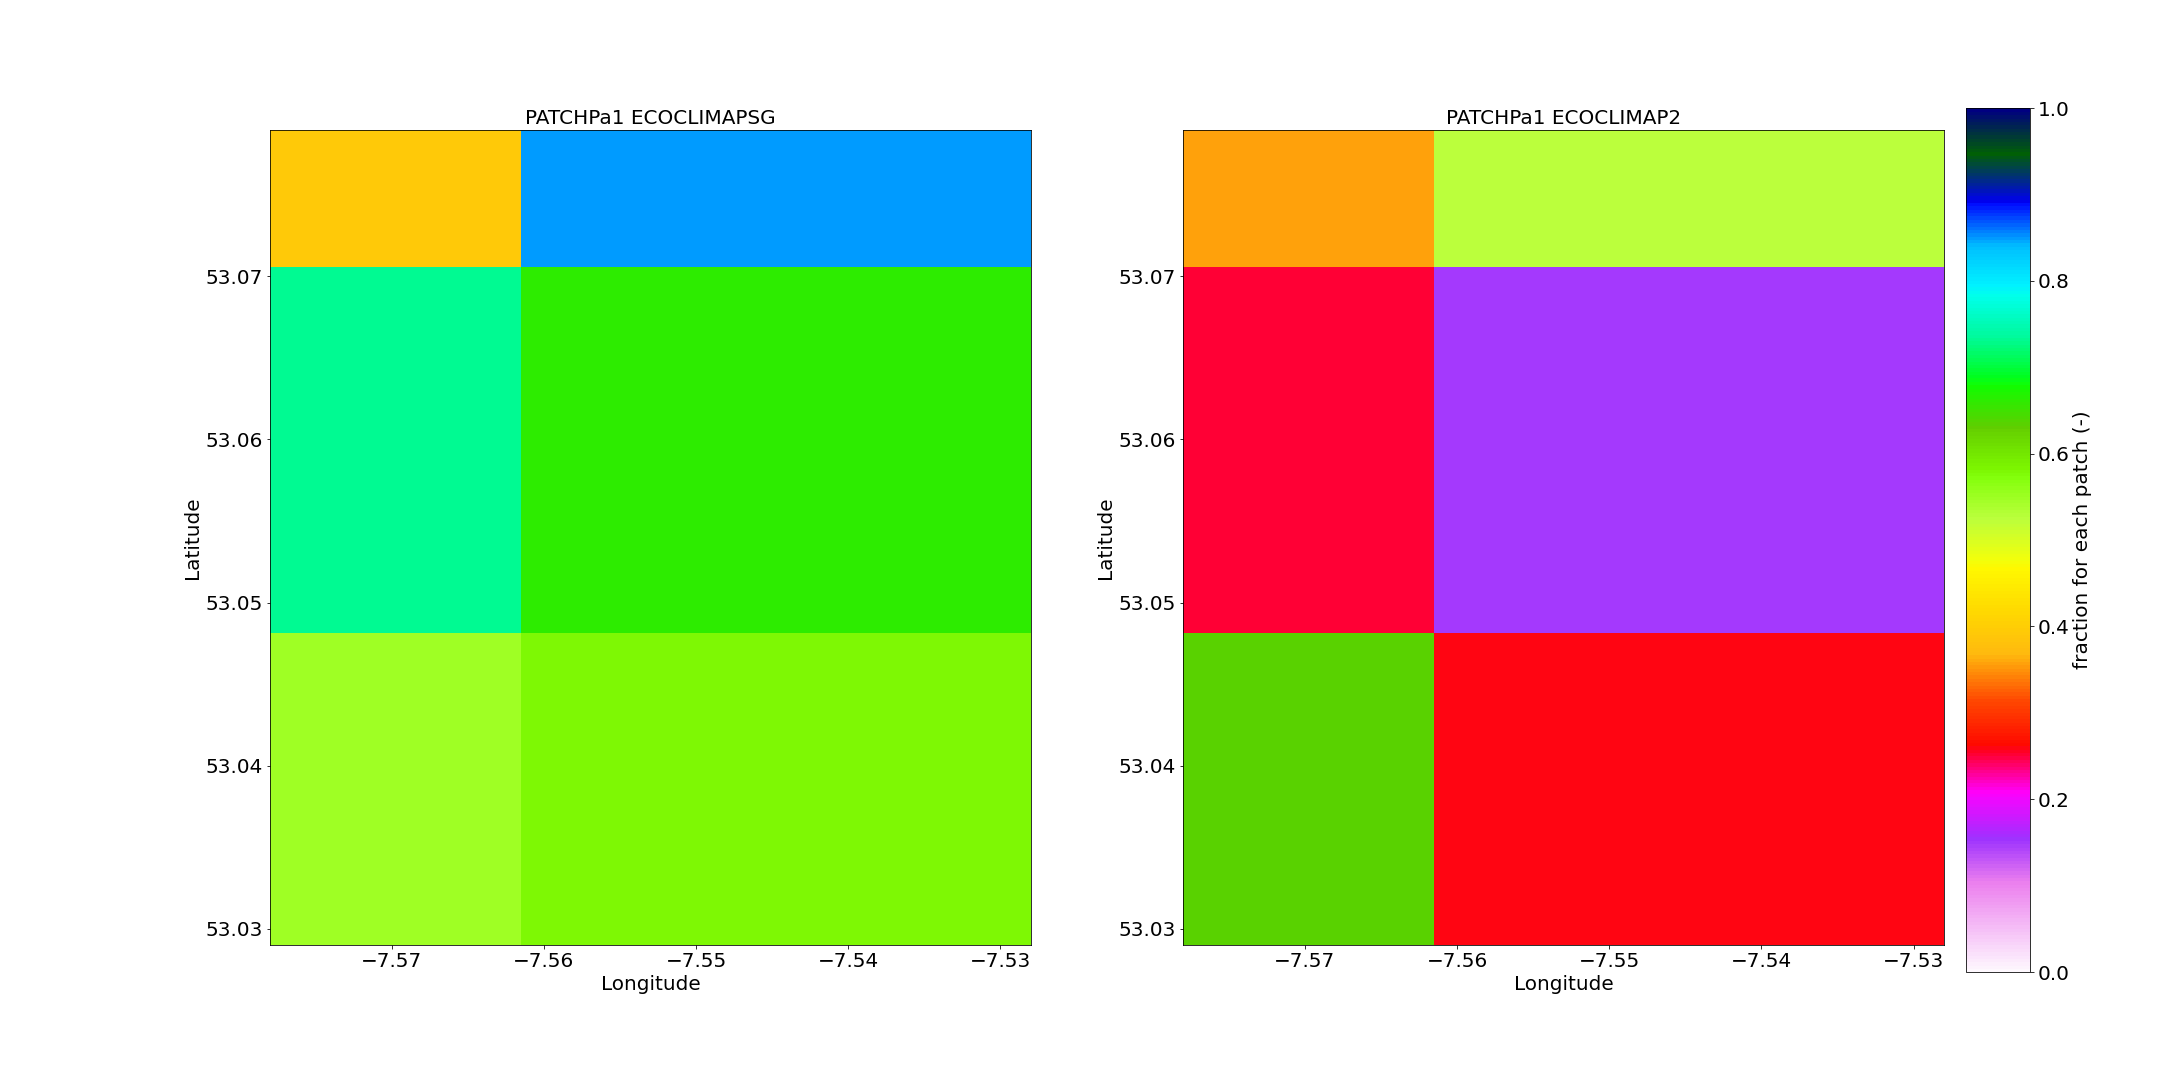 PATCHPa1 ECOCLIMAPSG
53.07
53.06
53.05
53.04
53.03
Latitude
−7.57 −7.56 −7.55 −7.54 −7.53
Longitude
PATCHPa1 ECOCLIMAP2
53.07
53.06
53.05
53.04
53.03
Latitude
−7.57 −7.56 −7.55 −7.54 −7.53
Longitude
1.0
0.8
0.6
0.4
0.2
0.0
fraction for each patch (-)